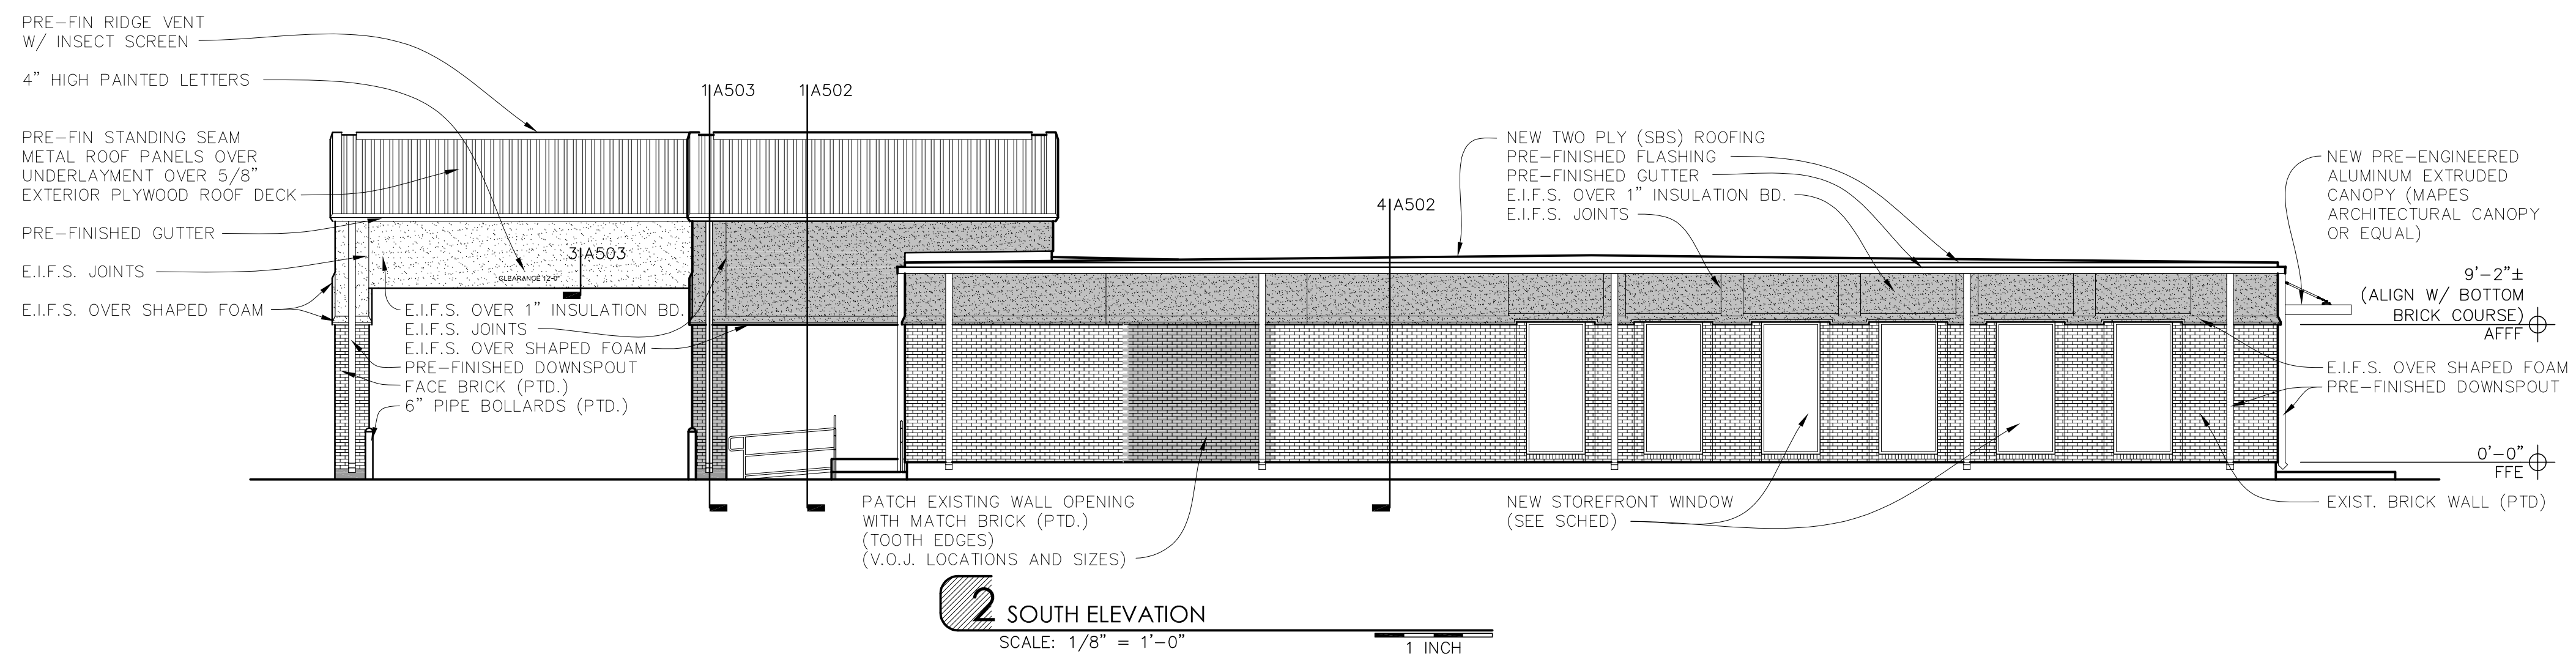 PRE-FIN RIDGE VENT
W/ INSECT SCREEN
4" HIGH PAINTED LETTERS
PRE-FIN STANDING SEAM
METAL ROOF PANELS OVER
UNDERLAYMENT OVER 5/8"
EXTERIOR PLYWOOD ROOF DECK
PRE-FINISHED GUTTER
E.I.F.S. JOINTS
E.I.F.S. OVER SHAPED FOAM
1 A503
1 A502
3 A503
CLEARANCE 12'-0"
E.I.F.S. OVER 1" INSULATION BD.
E.I.F.S. JOINTS
E.I.F.S. OVER SHAPED FOAM
PRE-FINISHED DOWNSPOUT
FACE BRICK (PTD.)
6" PIPE BOLLARDS (PTD.)
4 A502
NEW TWO PLY (SBS) ROOFING
PRE-FINISHED FLASHING
PRE-FINISHED GUTTER
E.I.F.S. OVER 1" INSULATION BD.
E.I.F.S. JOINTS
NEW PRE-ENGINEERED
ALUMINUM EXTRUDED
CANOPY (MAPES
ARCHITECTURAL CANOPY
OR EQUAL)
9'-2"±
(ALIGN W/ BOTTOM
BRICK COURSE)
AFFF
E.I.F.S. OVER SHAPED FOAM
PRE-FINISHED DOWNSPOUT
0'-0"
FFE
EXIST. BRICK WALL (PTD)
PATCH EXISTING WALL OPENING
WITH MATCH BRICK (PTD.)
(TOOTH EDGES)
(V.O.J. LOCATIONS AND SIZES)
NEW STOREFRONT WINDOW
(SEE SCHED)
2 SOUTH ELEVATION
SCALE: 1/8" = 1'-0"
1 INCH